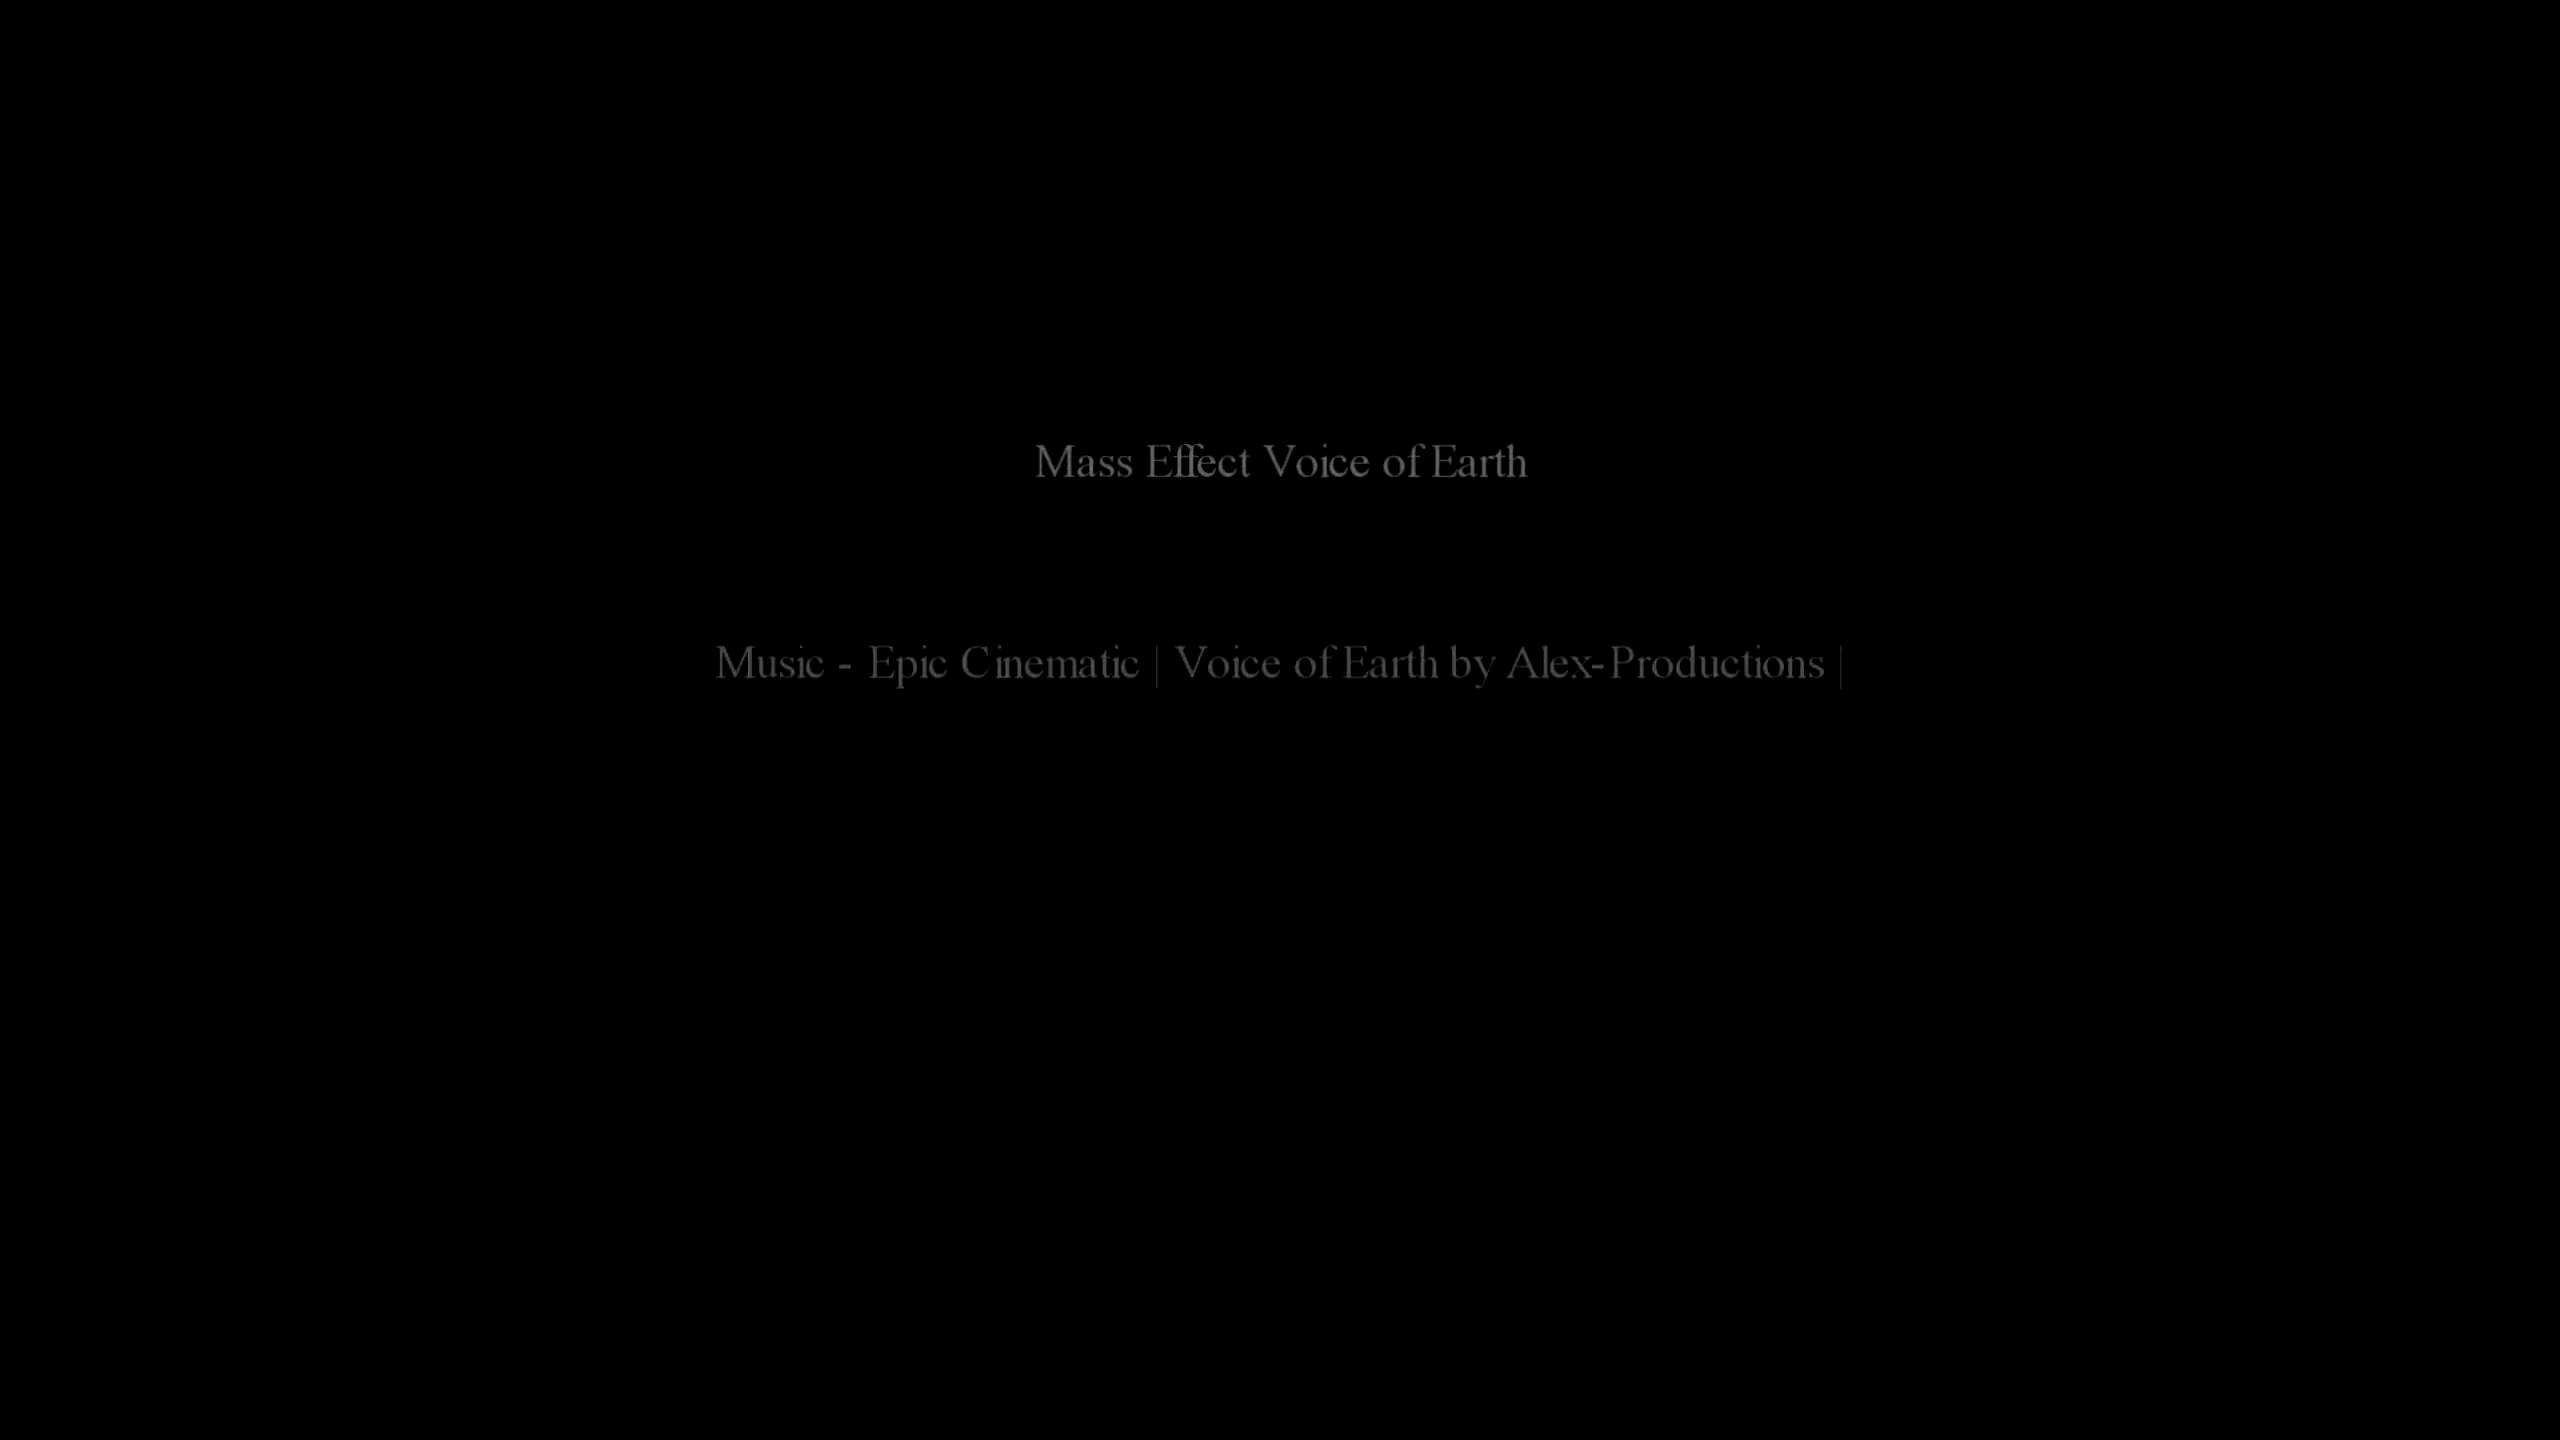 Mass Effect Voice of Earth
Music - Epic Cinematic | Voice of Earth by Alex-Productions |